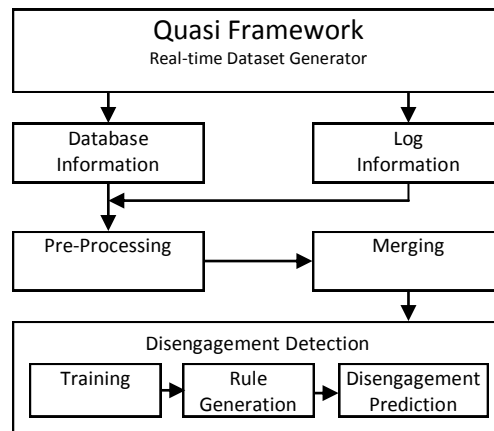 Quasi Framework
Real-time Dataset Generator
Database
Information
Log
Information
Pre-Processing
Merging
Disengagement Detection
Training
Rule
Generation
Disengagement
Prediction